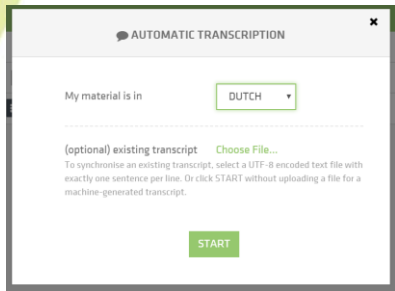 AUTOMATIC TRANSCRIPTION
My material is in DUTCH
(optional) existing transcript Choose File...
To synchronise an existing transcript, select a UTF-8 encoded text file with
exactly one sentence per line. Or click START without uploading a file for a
machine-generated transcript.
START